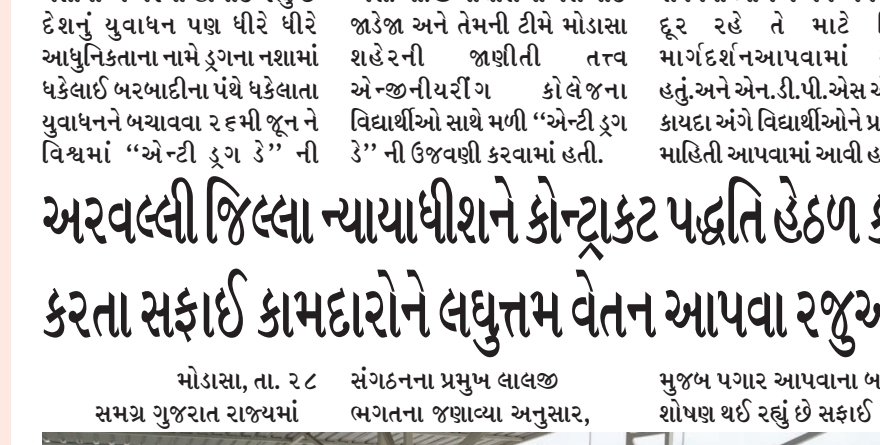 દેશનું યુવાધન પણ ધીરે ધીરે
આધુનિકતાના નામે ડ્રગના નશામાં
ધકેલાઈ બરબાદીના પંથે ધકેલાતા
યુવાધનને બચાવવા ૨૬મી જૂન ને
વિશ્વમાં ‘‘એન્ટી ડ્રગ ડે’’ ની
જાડેજા અને તેમની ટીમે મોડાસા
શહેરની જાણીતી તત્ત્વ
એન્જીનીયરીંગ કોલેજના
વિદ્યાર્થીઓ સાથે મળી ‘‘એન્ટી ડ્રગ
ડે’’ ની ઉજવણી કરવામાં હતી.
દૂર રહે તે માટે
માર્ગદર્શનઆપવામાં
હતું.અને એન.ડી.પી.એસ
કાયદા અંગે વિદ્યાર્થીઓને
માહિતી આપવામાં આવી
અરવલ્લી જિલ્લા ન્યાયાધીશને કોન્ટ્રાકટ પદ્ધતિ હેઠળ
કરતા સફાઈ કામદારોને લઘુત્તમ વેતન આપવા
મોડાસા, તા. ૨૮
સમગ્ર ગુજરાત રાજ્યમાં
સંગઠનના પ્રમુખ લાલજી
ભગતના જણાવ્યા અનુસાર,
મુજબ પગાર આપવાના
શોષણ થઈ રહ્યું છે સફાઈ